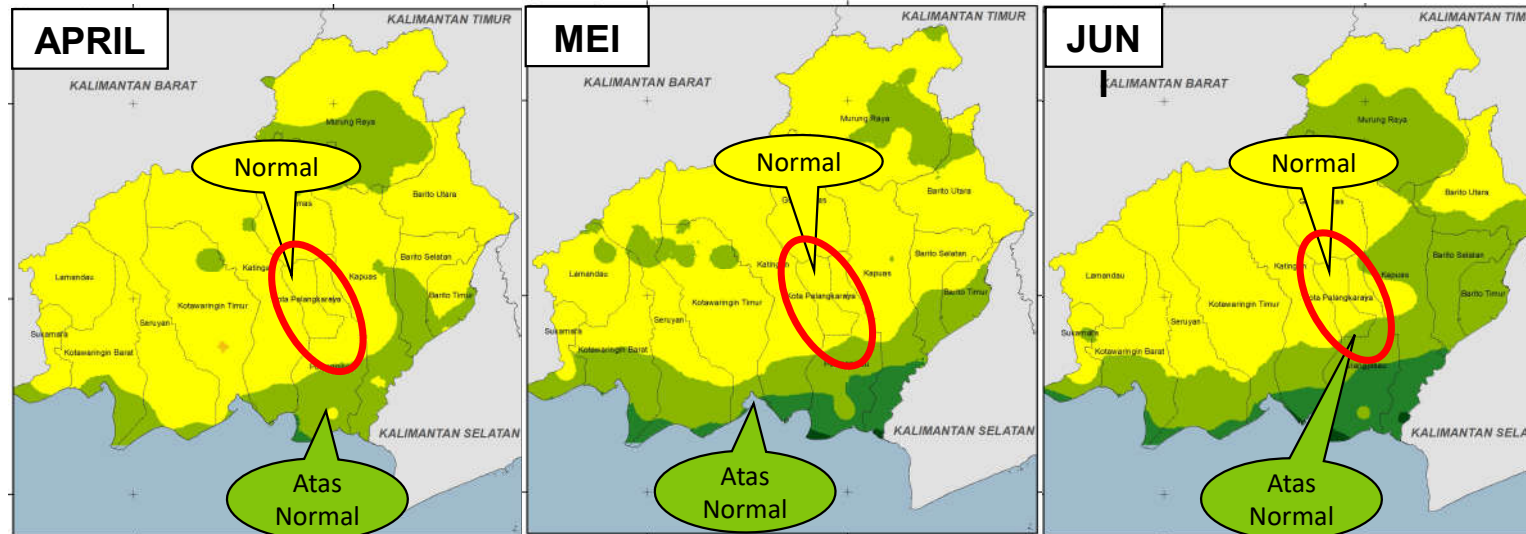 APRIL
KALIMANTAN TIMUR
KALIMANTAN BARAT
Murung Raya
Normal
Barito Utara
Barito Selatan
Lamandau
Katingan
Kapuas
Kotawaringin Timur
Kota Palangkaraya
Barito Timur
Seruyan
Sukamara
Kotawaringin Barat
KALIMANTAN SELATAN
Atas
Normal
MEI
KALIMANTAN TIMUR
KALIMANTAN BARAT
Murung Raya
Normal
Barito Utara
Barito Selatan
Lamandau
Katingan
Kapuas
Kotawaringin Timur
Kota Palangkaraya
Barito Timur
Seruyan
Sukamara
Kotawaringin Barat
KALIMANTAN SELATAN
Atas
Normal
JUN
I
KALIMANTAN TIM
KALIMANTAN BARAT
Murung Raya
Normal
Barito Utara
Barito Selatan
Lamandau
Katingan
Kapuas
Kotawaringin Timur
Kota Palangkaraya
Barito Timur
Seruyan
Sukamara
Kotawaringin Barat
KALIMANTAN SELA
Atas
Normal